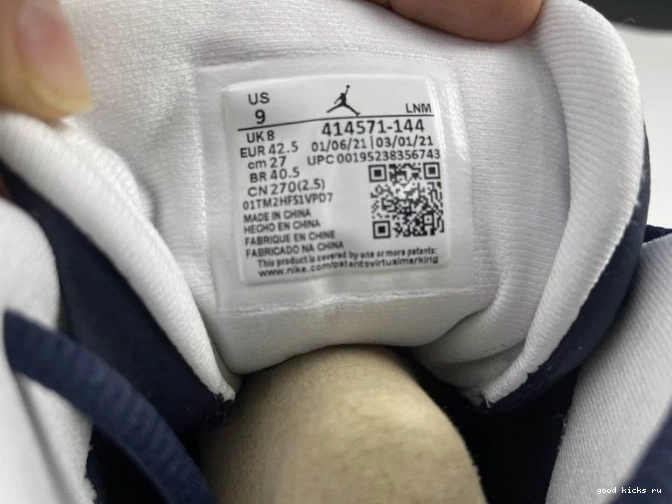 US
9
LNM
UK 8
414571-144
EUR 42.5
01/06/21 | 03/01/21
cm 27
UPC 00195238356743
BR 40.5
CN 270(2.5)
01TM2HFS1VPD7
MADE IN CHINA
HECHO EN CHINA
FABRIQUE EN CHINE
FABRICADO NA CHINA
This product is covered by one or more patents:
www.nike.com/patentsvirtualmarking
good kicks ru